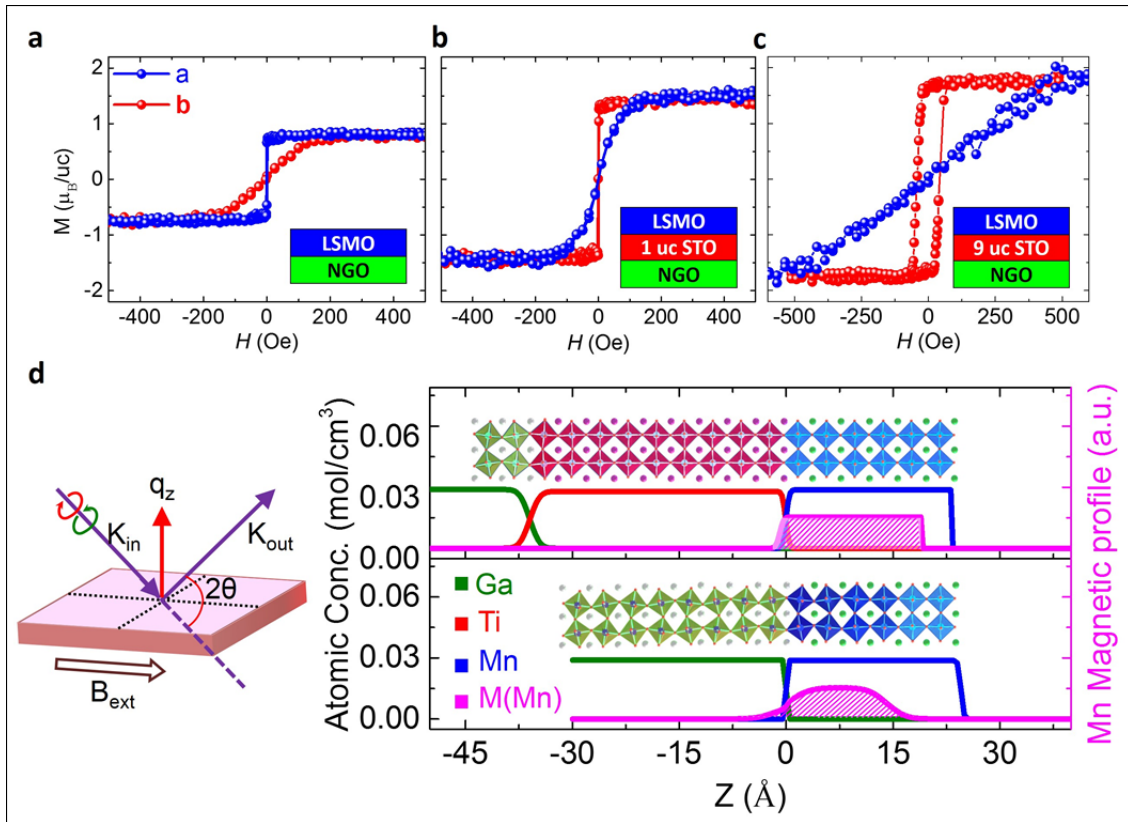 a
b
c
2
1
0
-1
-2
M (μB/uc)
a
b
LSMO
NGO
LSMO
1 uc STO
NGO
LSMO
9 uc STO
NGO
-400 -200 0 200 400
-400 -200 0 200 400
-500 -250 0 250 500
H (Oe)
H (Oe)
H (Oe)
d
qz
Kin
Kout
2θ
Bext
Atomic Conc. (mol/cm³)
0.06
0.03
0.00
0.06
0.03
0.00
Ga
Ti
Mn
M(Mn)
Mn Magnetic profile (a.u.)
-45 -30 -15 0 15 30
Z (Å)